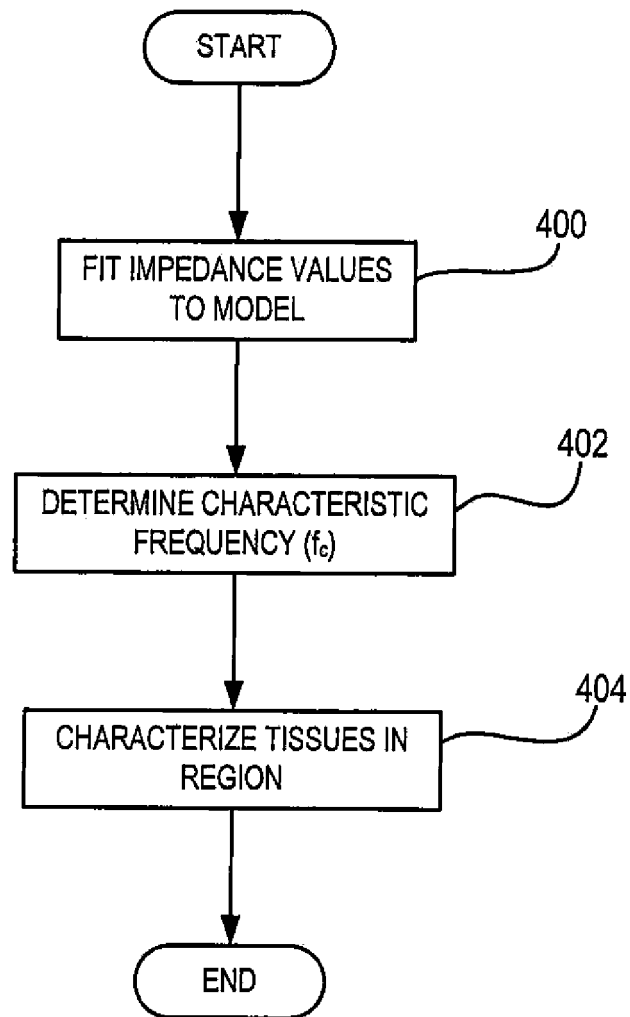 START
400
FIT IMPEDANCE VALUES
TO MODEL
402
DETERMINE CHARACTERISTIC
FREQUENCY (fc)
404
CHARACTERIZE TISSUES IN
REGION
END